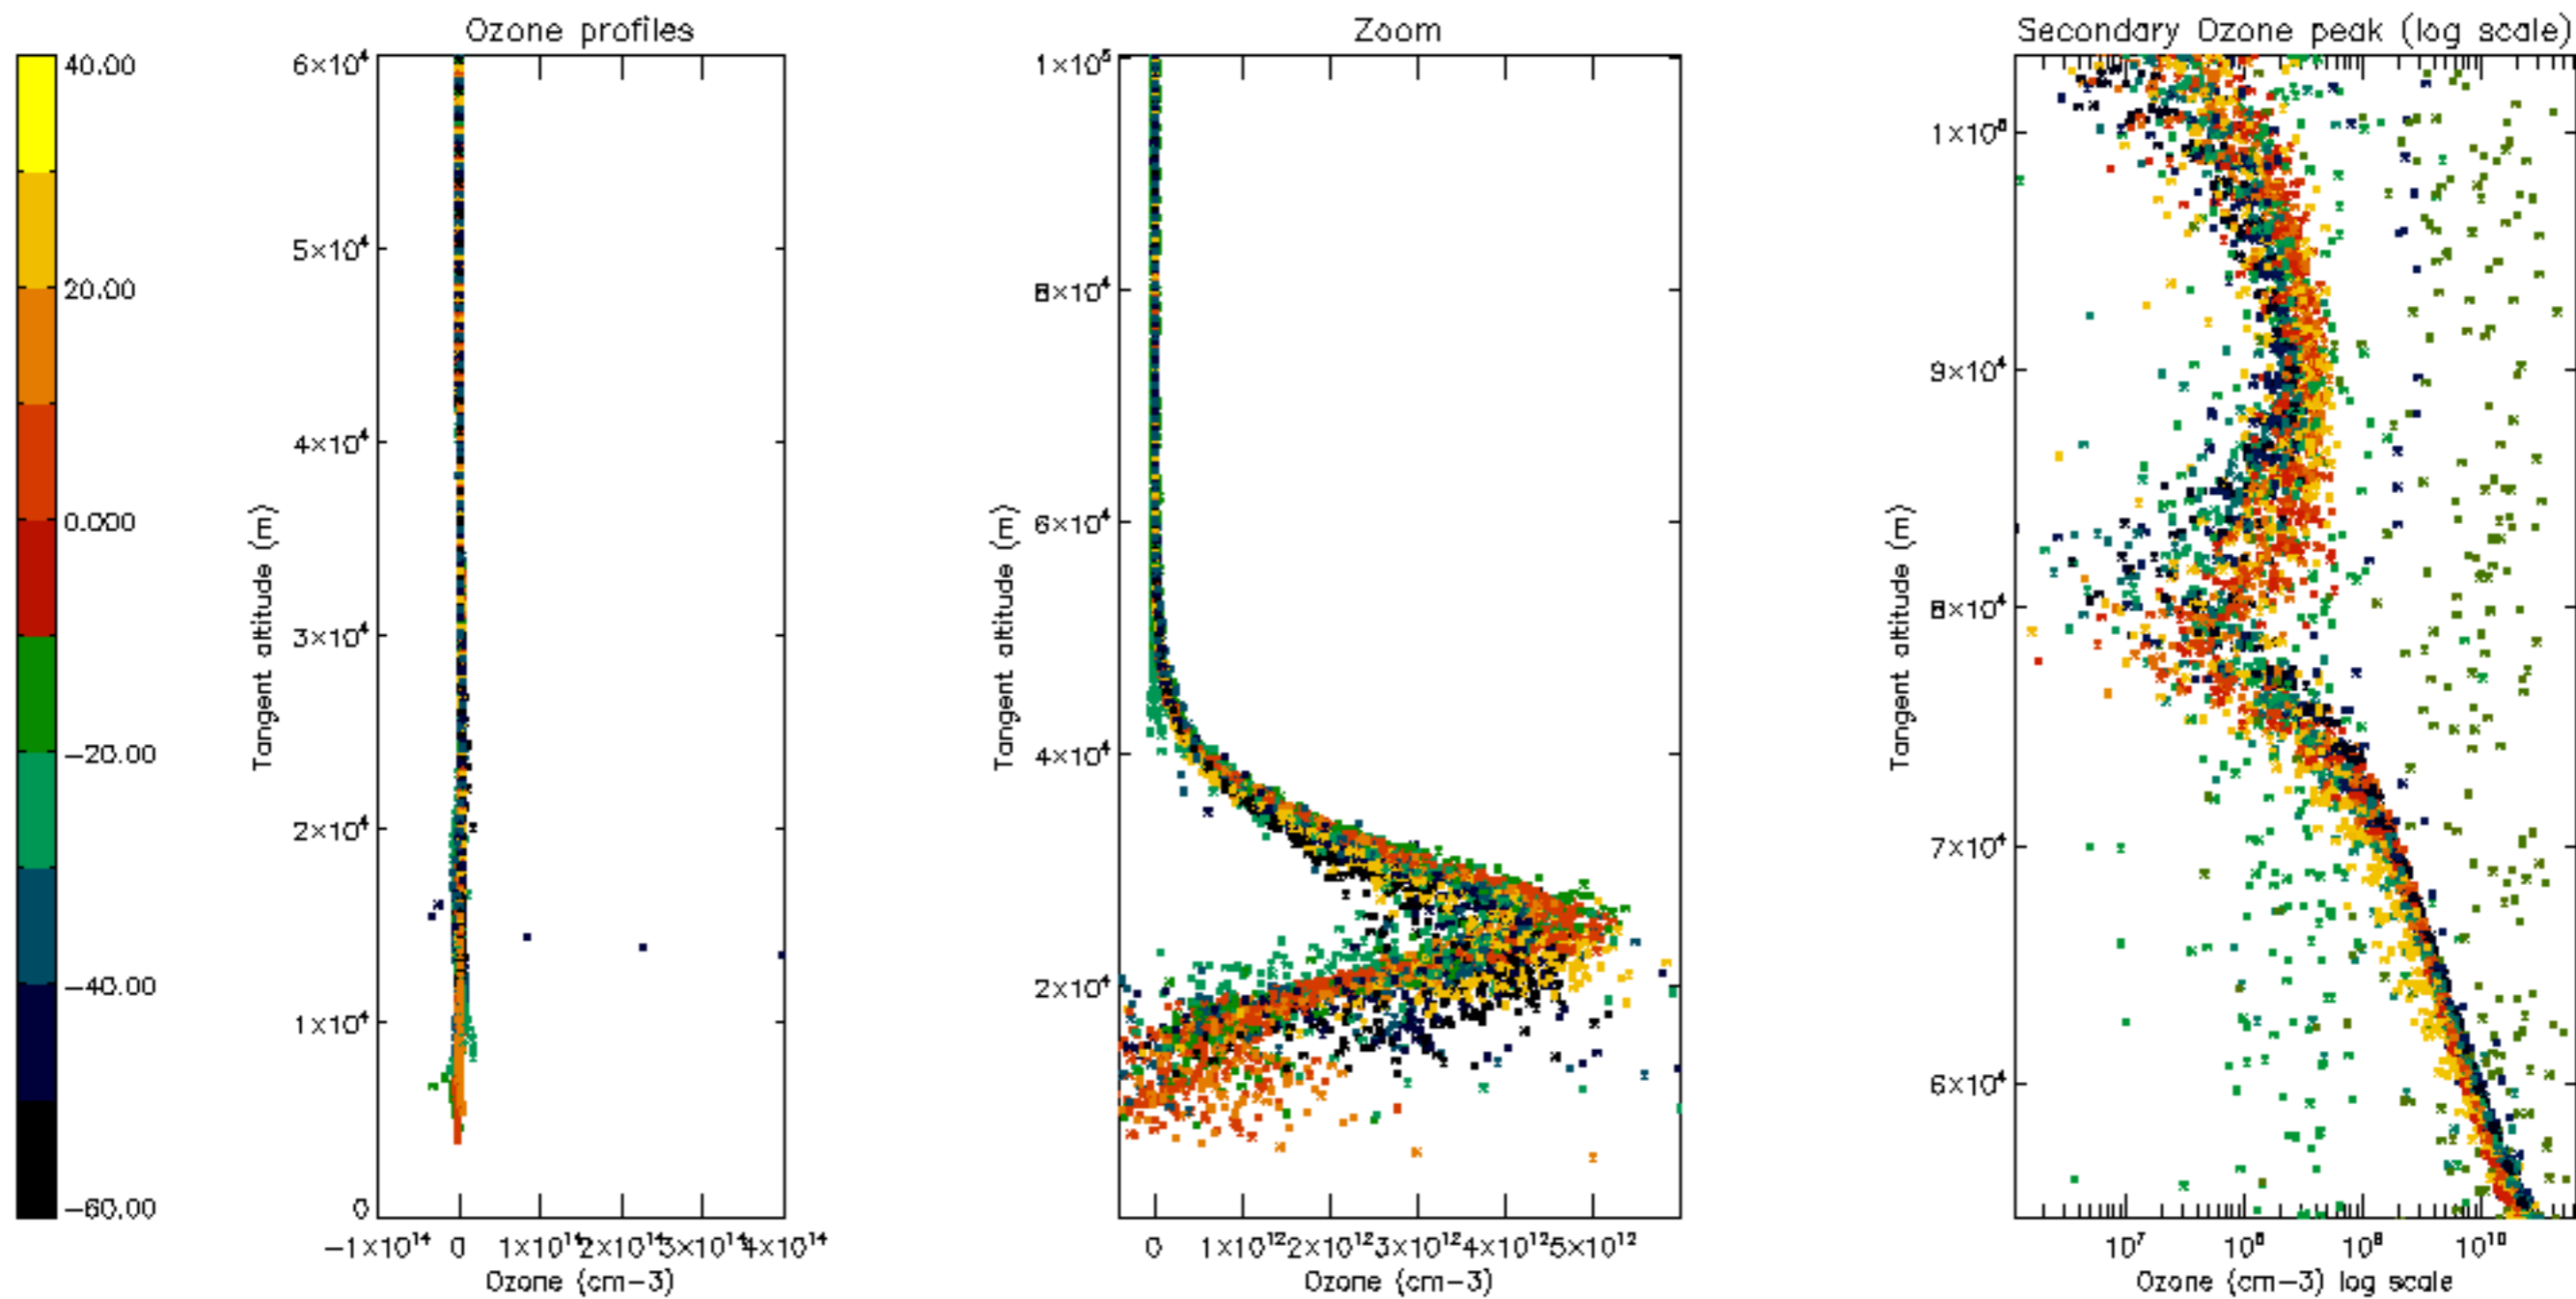 Ozone profiles
Zoom
Secondary Ozone peak (log scale)
40.00
20.00
0.000
−20.00
−40.00
−60.00
6×10⁴
5×10⁴
4×10⁴
3×10⁴
2×10⁴
1×10⁴
0
Tangent altitude (m)
−1×10¹⁴ 0 1×10¹⁴ 2×10¹⁴ 3×10¹⁴ 4×10¹⁴
Ozone (cm−3)
1×10⁵
8×10⁴
6×10⁴
4×10⁴
2×10⁴
Tangent altitude (m)
0 1×10¹² 2×10¹² 3×10¹² 4×10¹² 5×10¹²
Ozone (cm−3)
1×10⁵
9×10⁴
8×10⁴
7×10⁴
6×10⁴
Tangent altitude (m)
10⁷ 10⁸ 10⁹ 10¹⁰
Ozone (cm−3) log scale